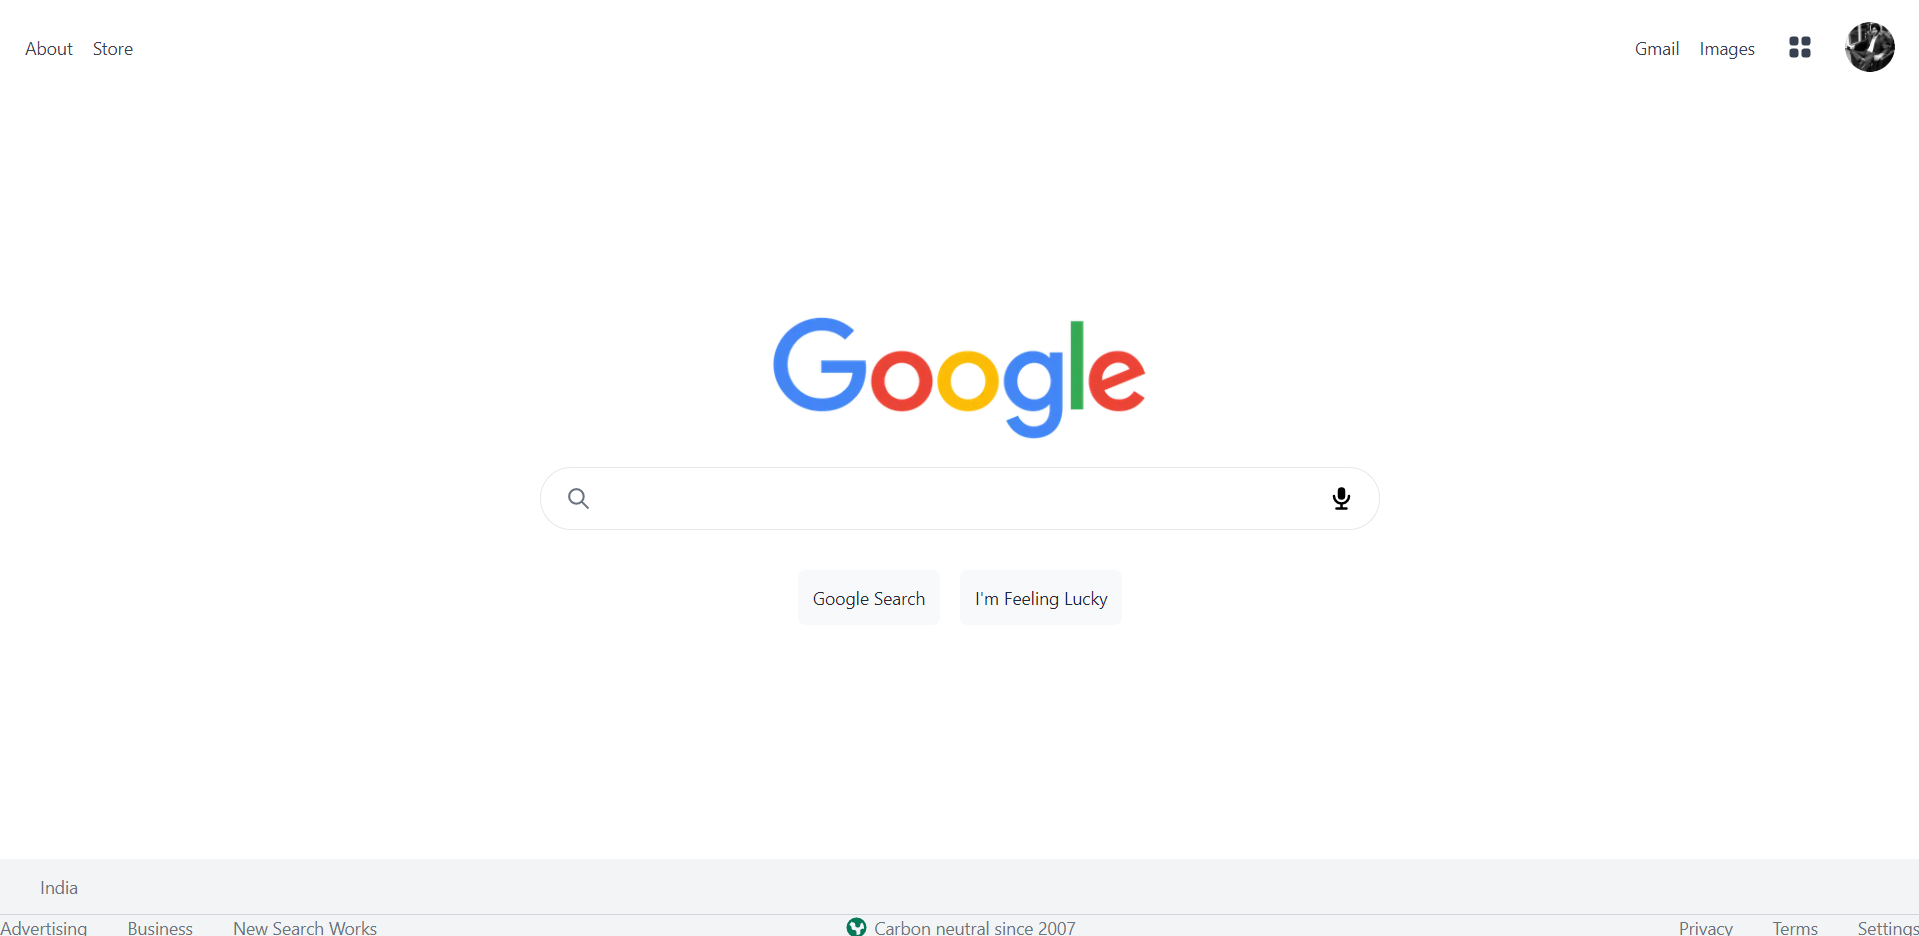 About Store Gmail Images
Google
Google Search I'm Feeling Lucky
India
Advertising Business New Search Works Carbon neutral since 2007 Privacy Terms Settings